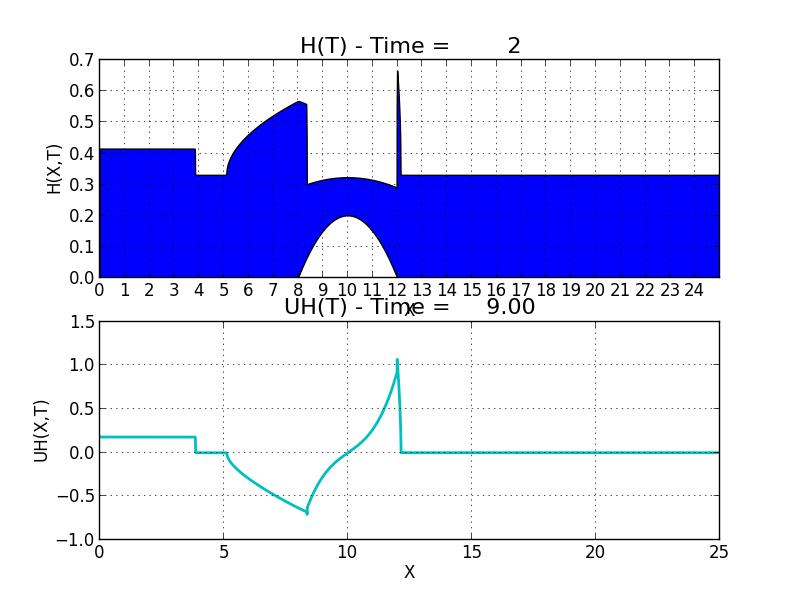 H(T) - Time = 2
0.7
0.6
0.5
0.4
0.3
0.2
0.1
0.0
H(X,T)
0 1 2 3 4 5 6 7 8 9 10 11 12 13 14 15 16 17 18 19 20 21 22 23 24
X
UH(T) - Time = 9.00
1.5
1.0
0.5
0.0
−0.5
−1.0
UH(X,T)
0 5 10 15 20 25
X